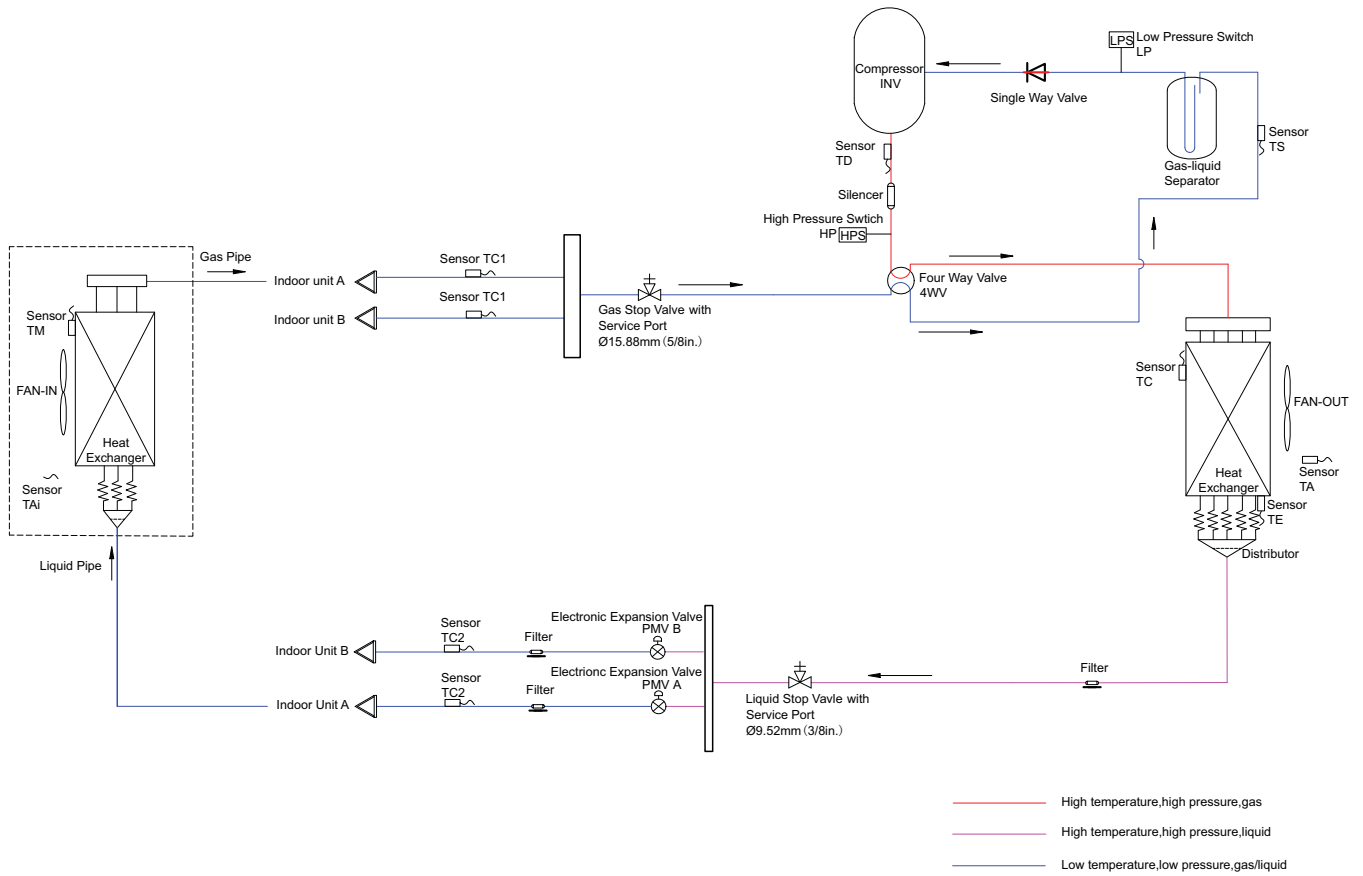 Compressor
INV
LPS
Low Pressure Switch
LP
Single Way Valve
Sensor
TS
Gas-liquid
Separator
Sensor
TD
Silencer
High Pressure Swtich
HP
HPS
Four Way Valve
4WV
Gas Pipe
Indoor unit A
Indoor unit B
Sensor TC1
Sensor TC1
Gas Stop Valve with
Service Port
Ø15.88mm(5/8in.)
Sensor
TM
FAN-IN
Heat
Exchanger
Sensor
TAi
Liquid Pipe
Sensor
TC
FAN-OUT
Heat
Exchanger
Sensor
TA
Sensor
TE
Distributor
Indoor Unit B
Sensor
TC2
Filter
Electronic Expansion Valve
PMV B
Indoor Unit A
Sensor
TC2
Filter
Electrionc Expansion Valve
PMV A
Liquid Stop Vavle with
Service Port
Ø9.52mm(3/8in.)
Filter
High temperature,high pressure,gas
High temperature,high pressure,liquid
Low temperature,low pressure,gas/liquid